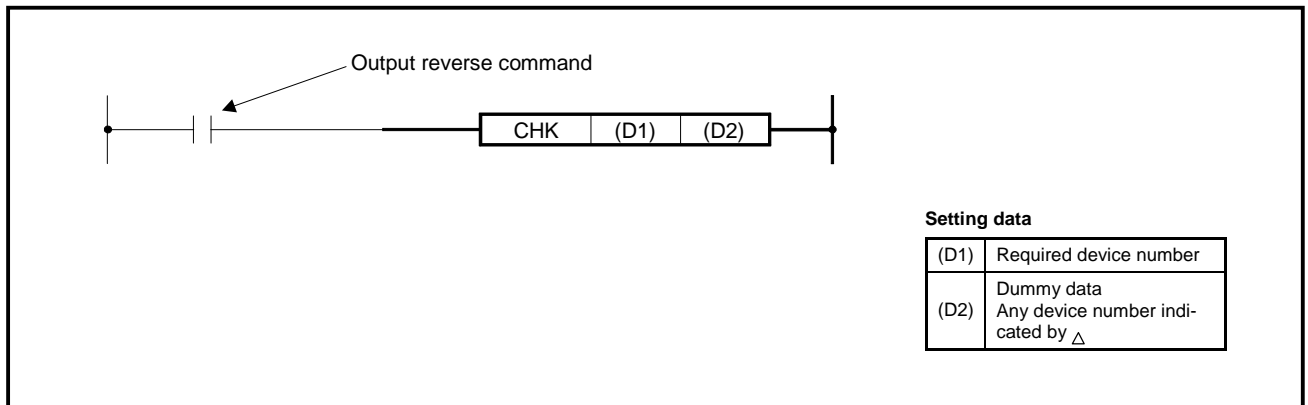 Output reverse command
CHK (D1) (D2)
Setting data
(D1) Required device number
(D2) Dummy data
Any device number indi-
cated by △